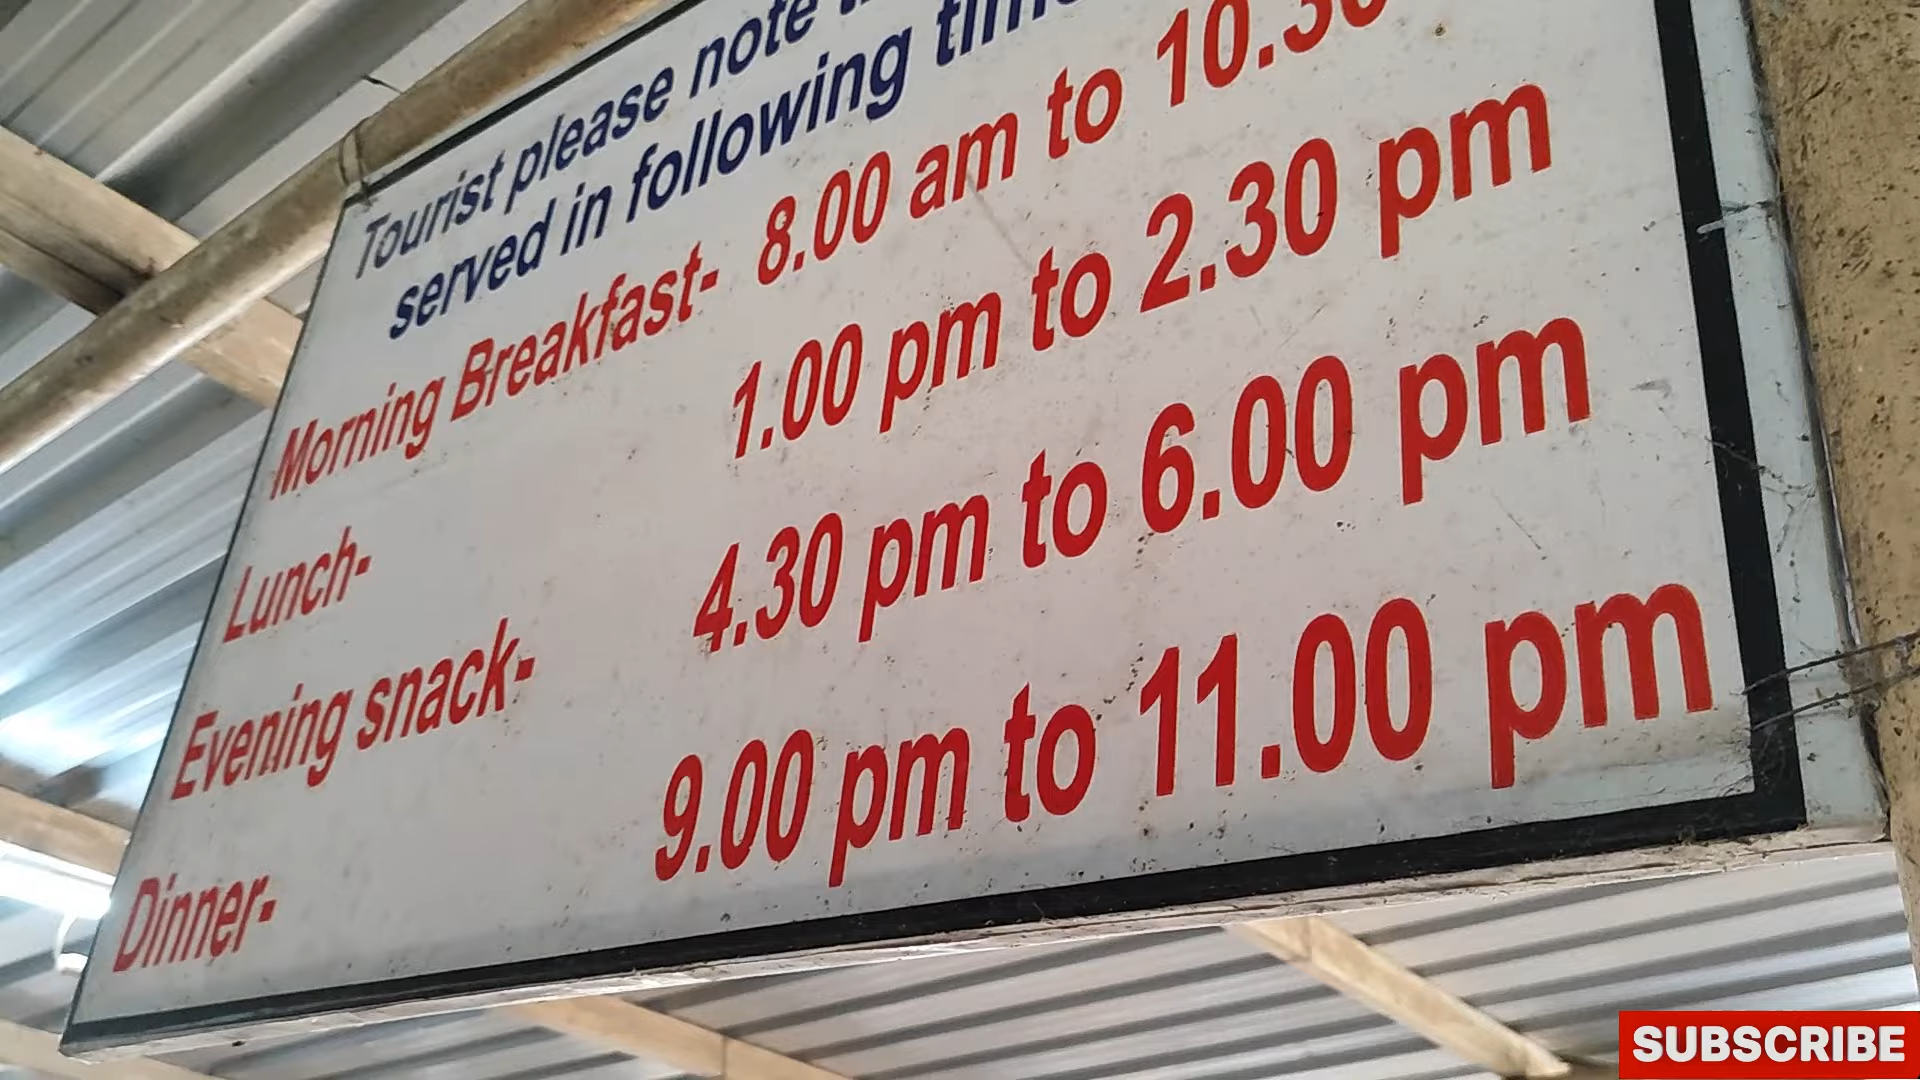 Tourist please note
served in following
Morning Breakfast- 8.00 am to 10.30
Lunch- 1.00 pm to 2.30 pm
Evening snack- 4.30 pm to 6.00 pm
Dinner- 9.00 pm to 11.00 pm
SUBSCRIBE